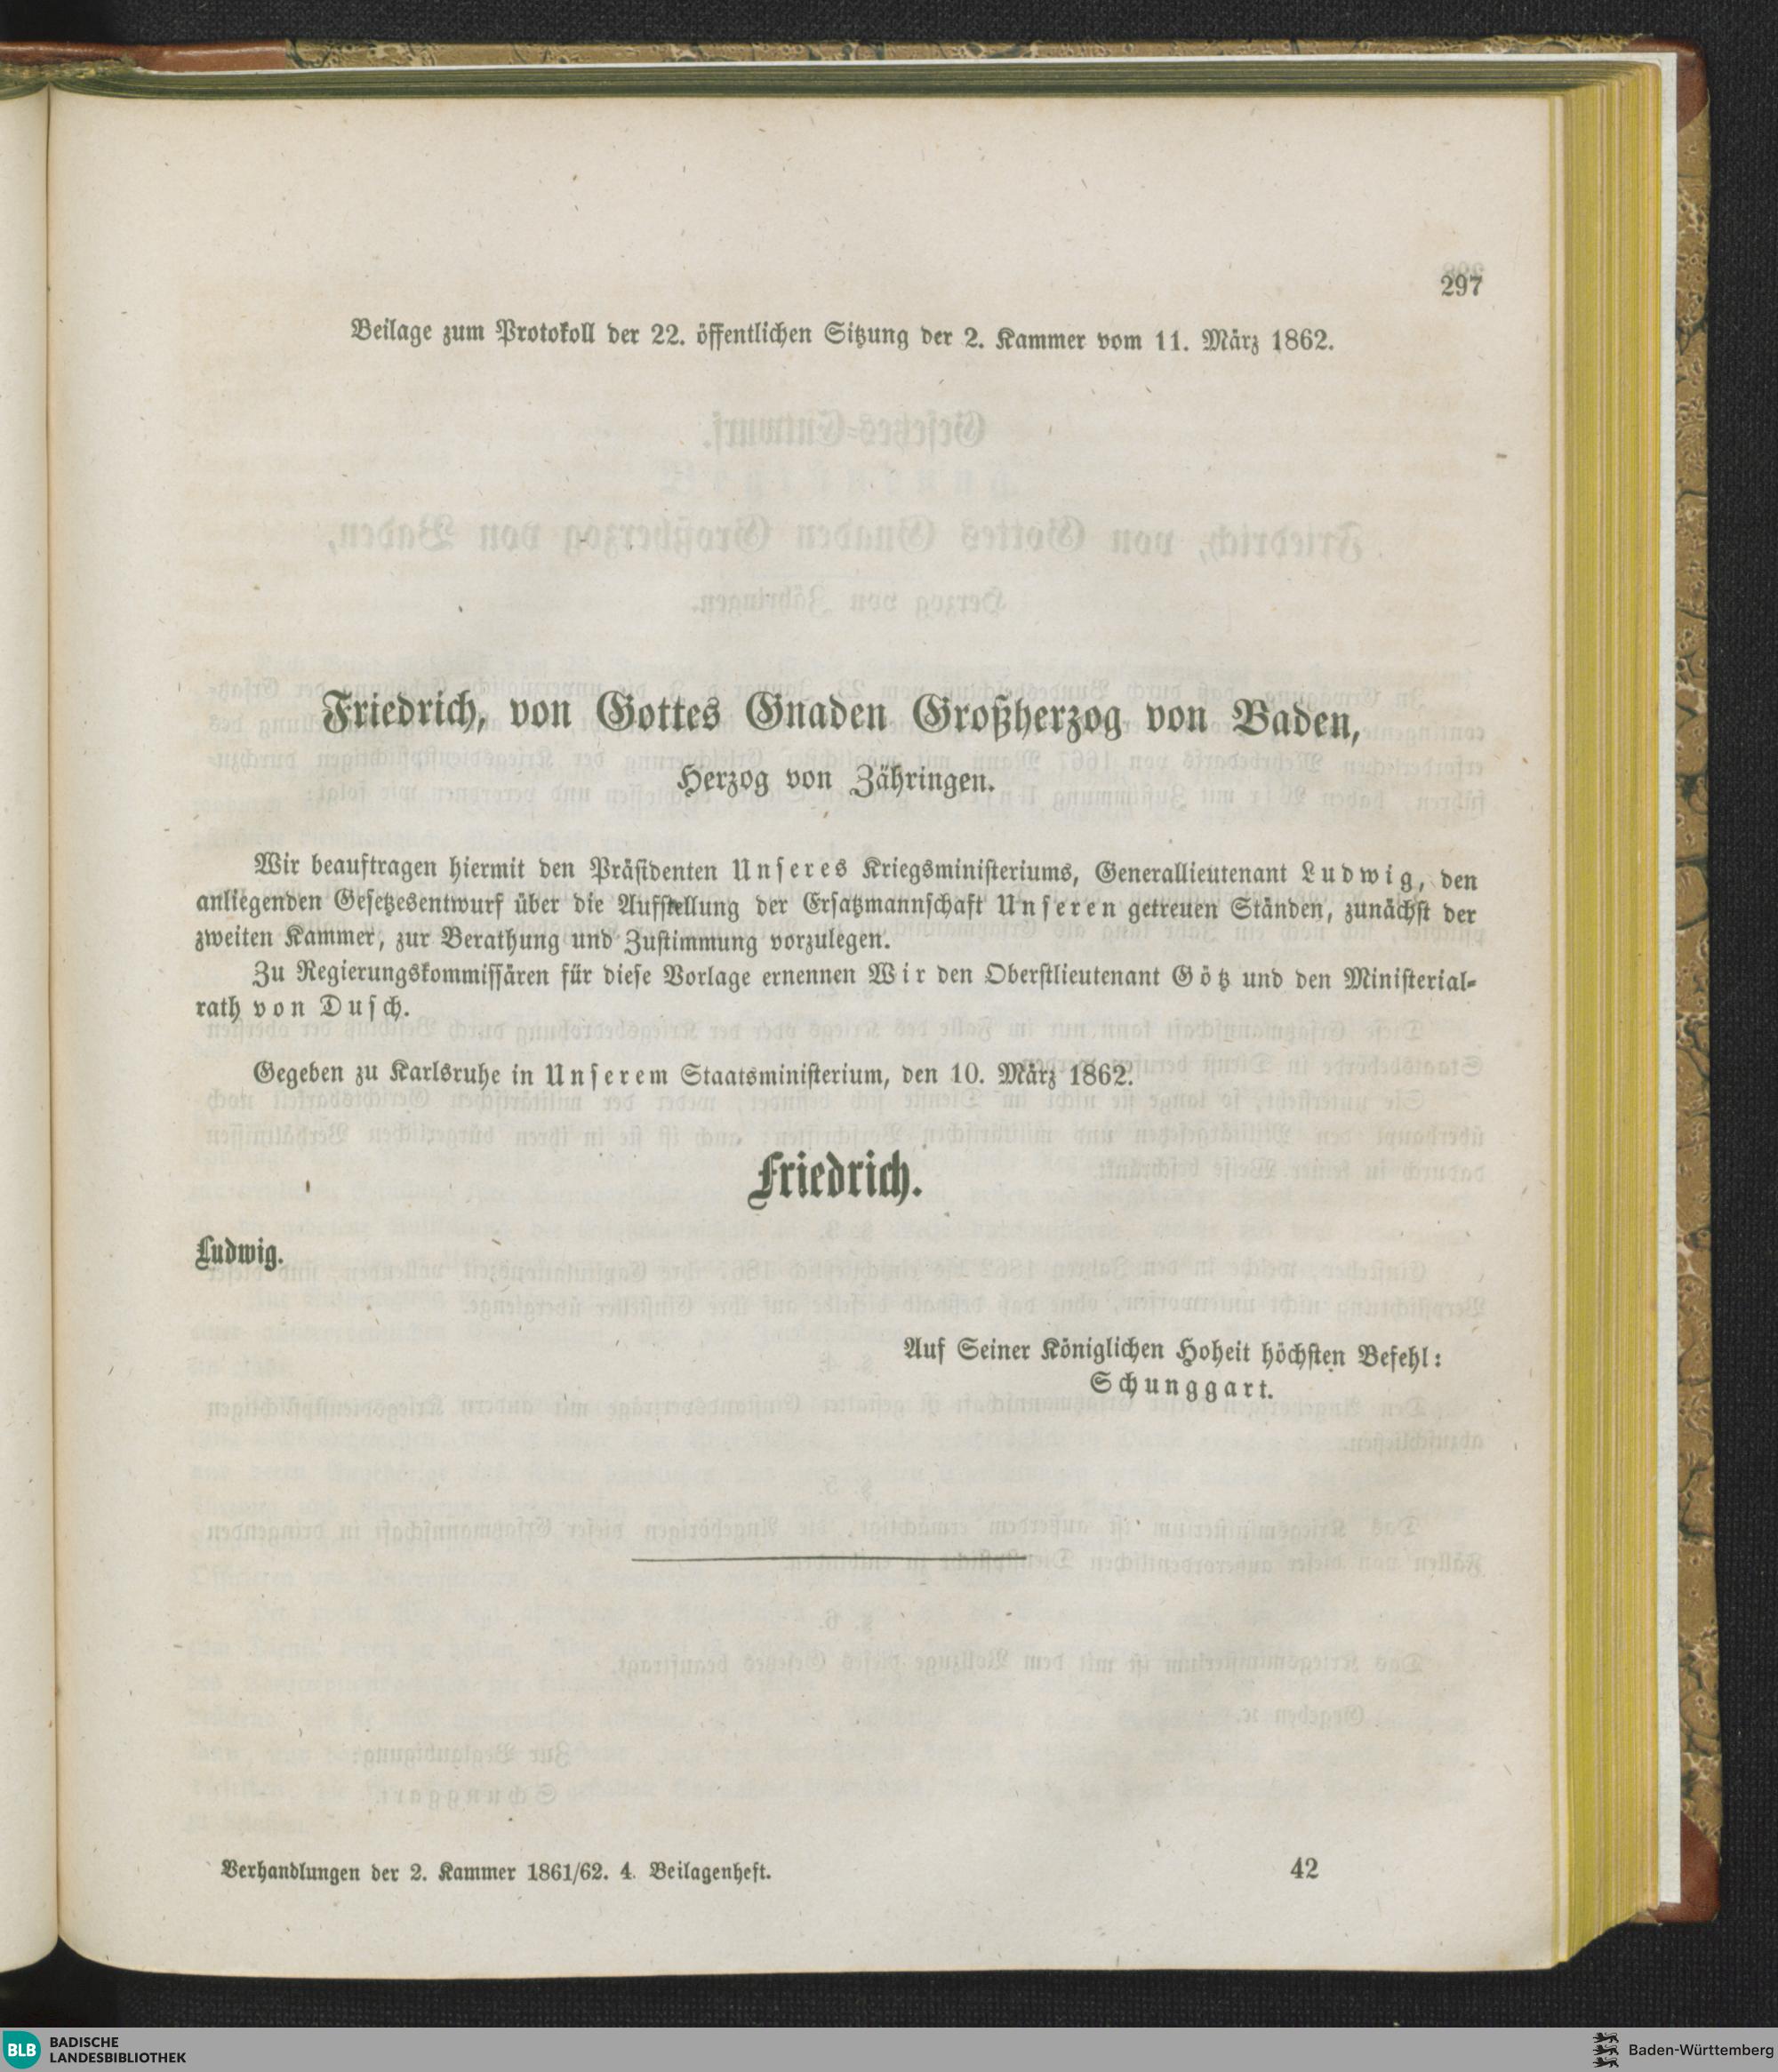 297
Beilage zum Protokoll der 22. öffentlichen Sitzung der 2. Kammer vom 11. März 1862.
Friedrich, von Gottes Gnaden Großherzog von Baden,
Herzog von Zähringen.
Wir beauftragen hiermit den Präsidenten Unseres Kriegsministeriums, Generallieutenant Ludwig, den
anliegenden Gesetzesentwurf über die Aufstellung der Ersatzmannschaft Unseren getreuen Ständen, zunächst der
zweiten Kammer, zur Berathung und Zustimmung vorzulegen.
Zu Regierungskommissären für diese Vorlage ernennen Wir den Oberstlieutenant Götz und den Ministerial-
rath von Dusch.
Gegeben zu Karlsruhe in Unserem Staatsministerium, den 10. März 1862.
Friedrich.
Ludwig.
Auf Seiner Königlichen Hoheit höchsten Befehl:
Schunggart.
Verhandlungen der 2. Kammer 1861/62. 4. Beilagenheft.
42
BLB BADISCHE
LANDESBIBLIOTHEK
Baden-Württemberg